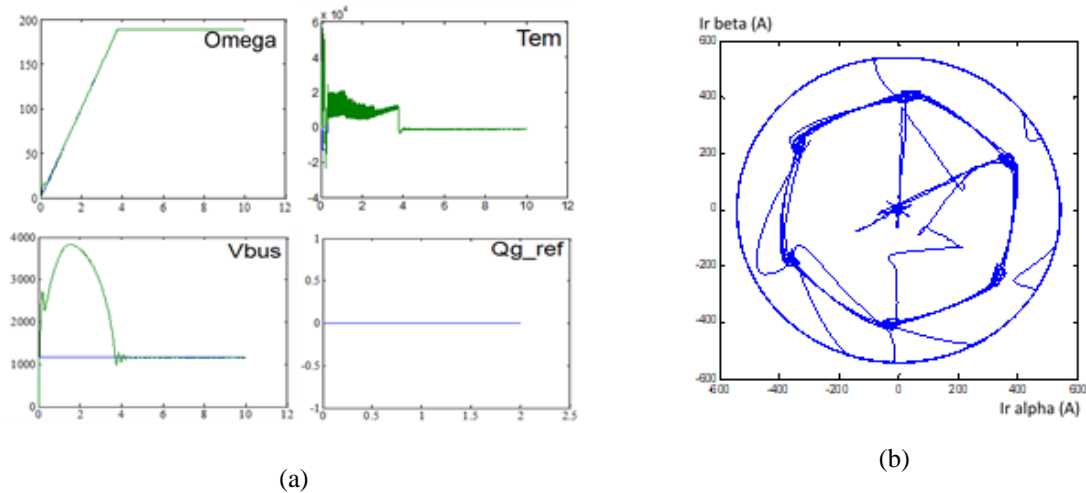 Omega
200
150
100
50
0
0 2 4 6 8 10 12
Tem
x 10⁴
6
4
2
0
-2
-4
0 2 4 6 8 10 12
Vbus
4000
3000
2000
1000
0
0 2 4 6 8 10 12
Qg_ref
1
0.5
0
-0.5
-1
0 0.5 1 1.5 2 2.5
(a)
Ir beta (A)
600
400
200
0
-200
-400
-600
-600 -400 -200 0 200 400 600
Ir alpha (A)
(b)